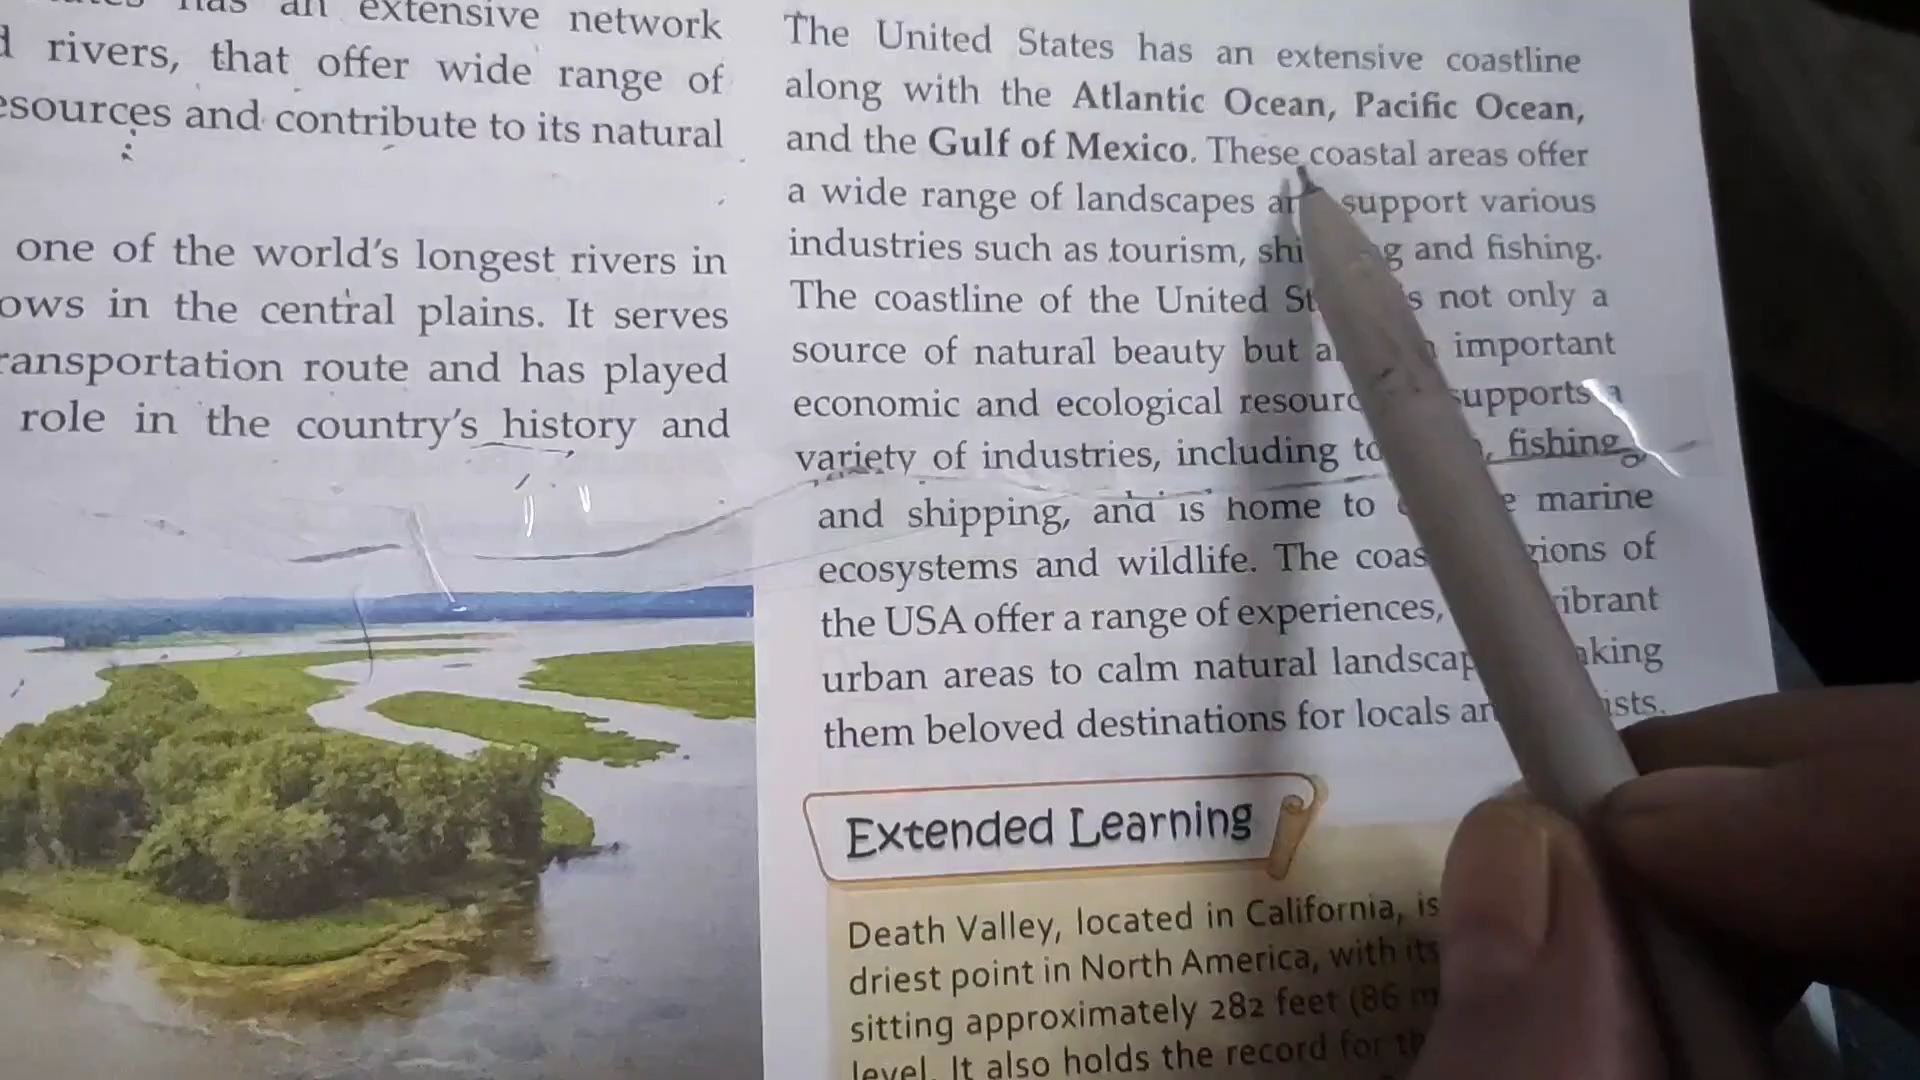 has an extensive network
rivers, that offer wide range of
and contribute to its natural
one of the world's longest rivers in
in the central plains. It serves
route and has played
role in the country's history and
The United States has an extensive coastline
along with the Atlantic Ocean, Pacific Ocean,
and the Gulf of Mexico. These coastal areas offer
a wide range of landscapes support various
industries such as tourism, and fishing.
The coastline of the United not only a
source of natural beauty but important
economic and ecological supports a
variety of industries, including fishing
and shipping, and is home to marine
ecosystems and wildlife. The of
the USA offer a range of experiences,
urban areas to calm natural
them beloved destinations for locals
Extended Learning
Death Valley, located in California, is
driest point in North America, with its
sitting approximately 282 feet (86 m
level. It also holds the record for